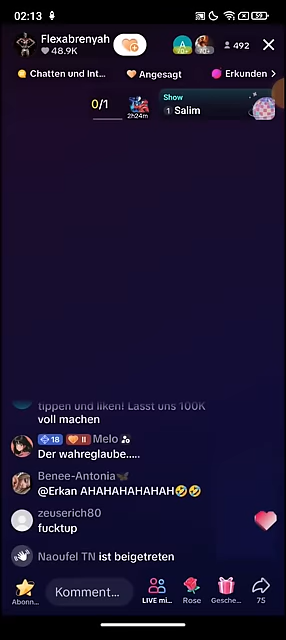 02:13
59
Flexabrenyah
48.9K
492
Chatten und Int...
Angesagt
Erkunden
0/1
2h24m
Show
1 Salim
tippen und liken! Lasst uns 100K
voll machen
18 II Melo
Der wahreglaube.....
Benee-Antonia
@Erkan AHAHAHAHAHAH🤣🤣
zeuserich80
fucktup
Naoufel TN ist beigetreten
Abonn...
Komment...
LIVE mi...
Rose
Gesche...
75